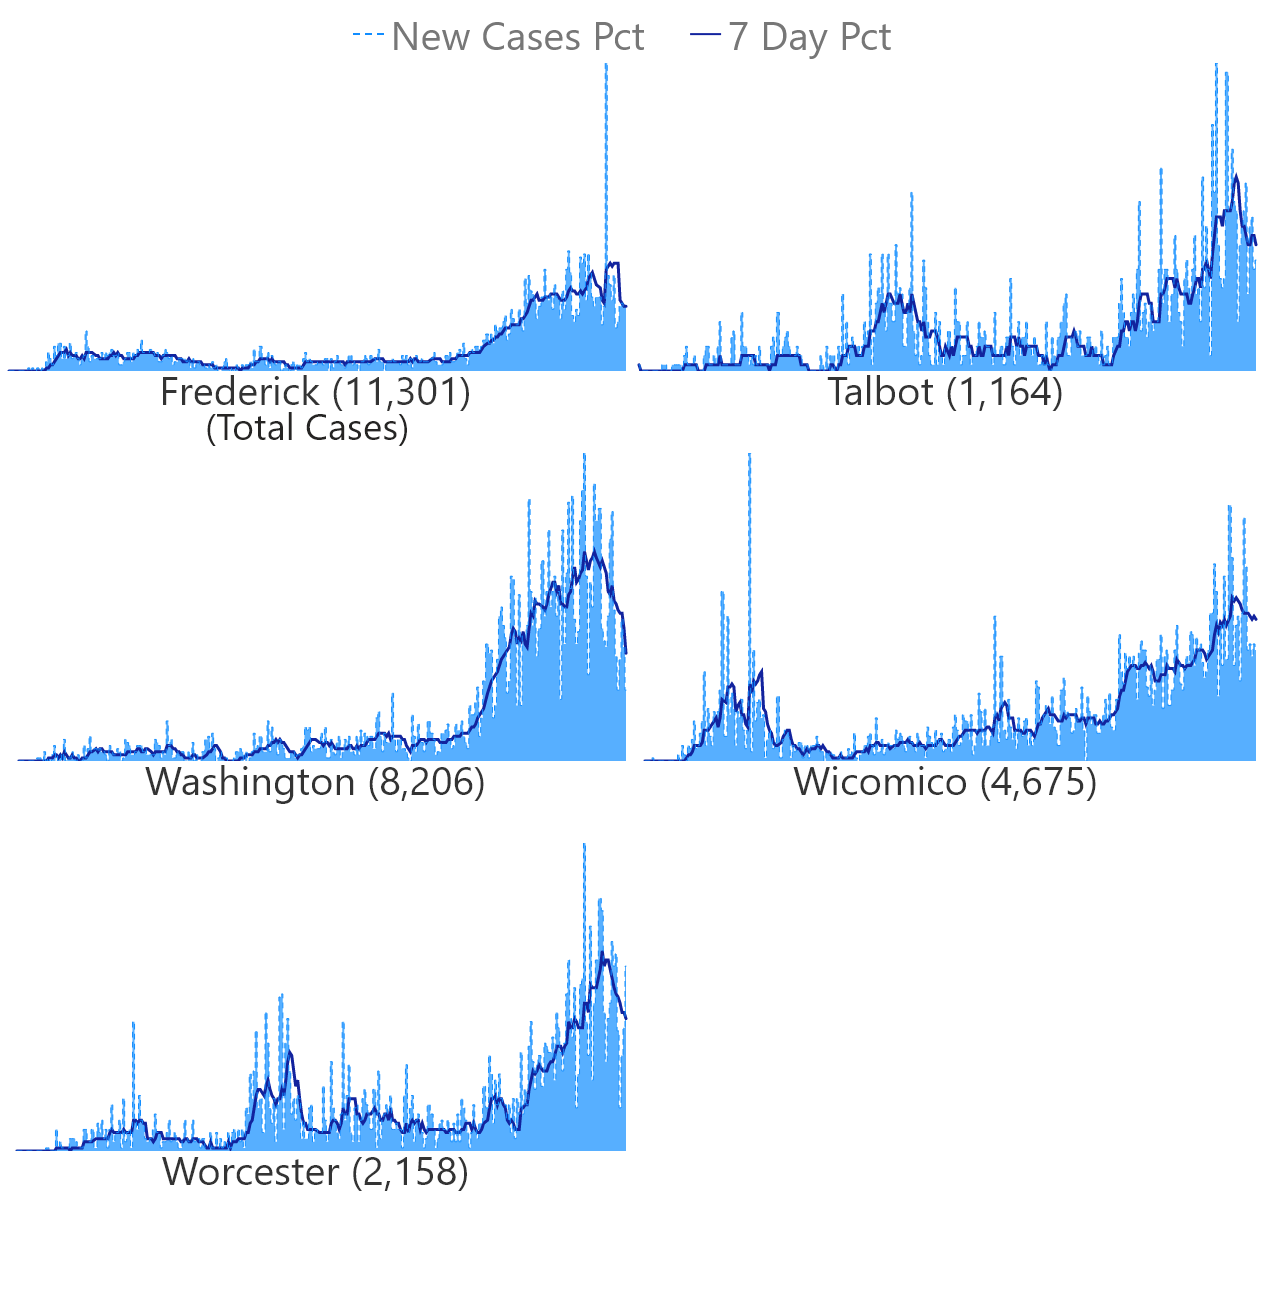 New Cases Pct 7 Day Pct
Frederick (11,301) Talbot (1,164)
(Total Cases)
Washington (8,206) Wicomico (4,675)
Worcester (2,158)